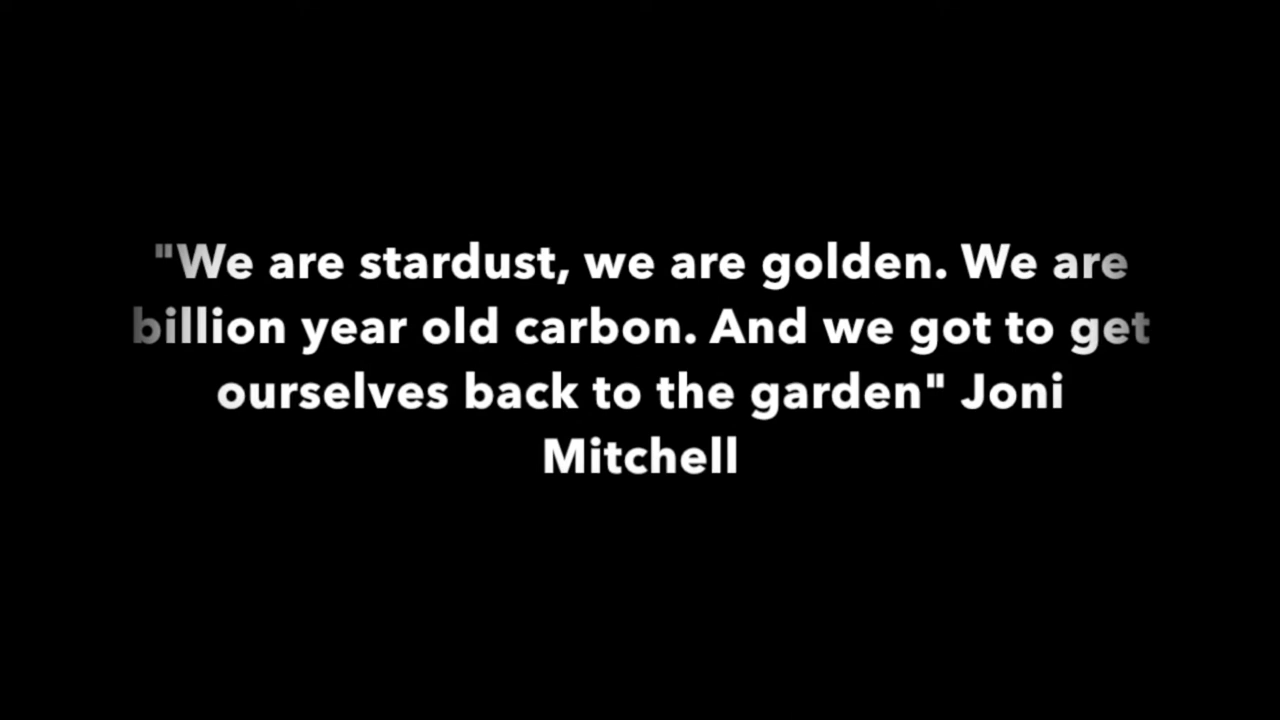 "We are stardust, we are golden. We are
billion year old carbon. And we got to get
ourselves back to the garden" Joni
Mitchell